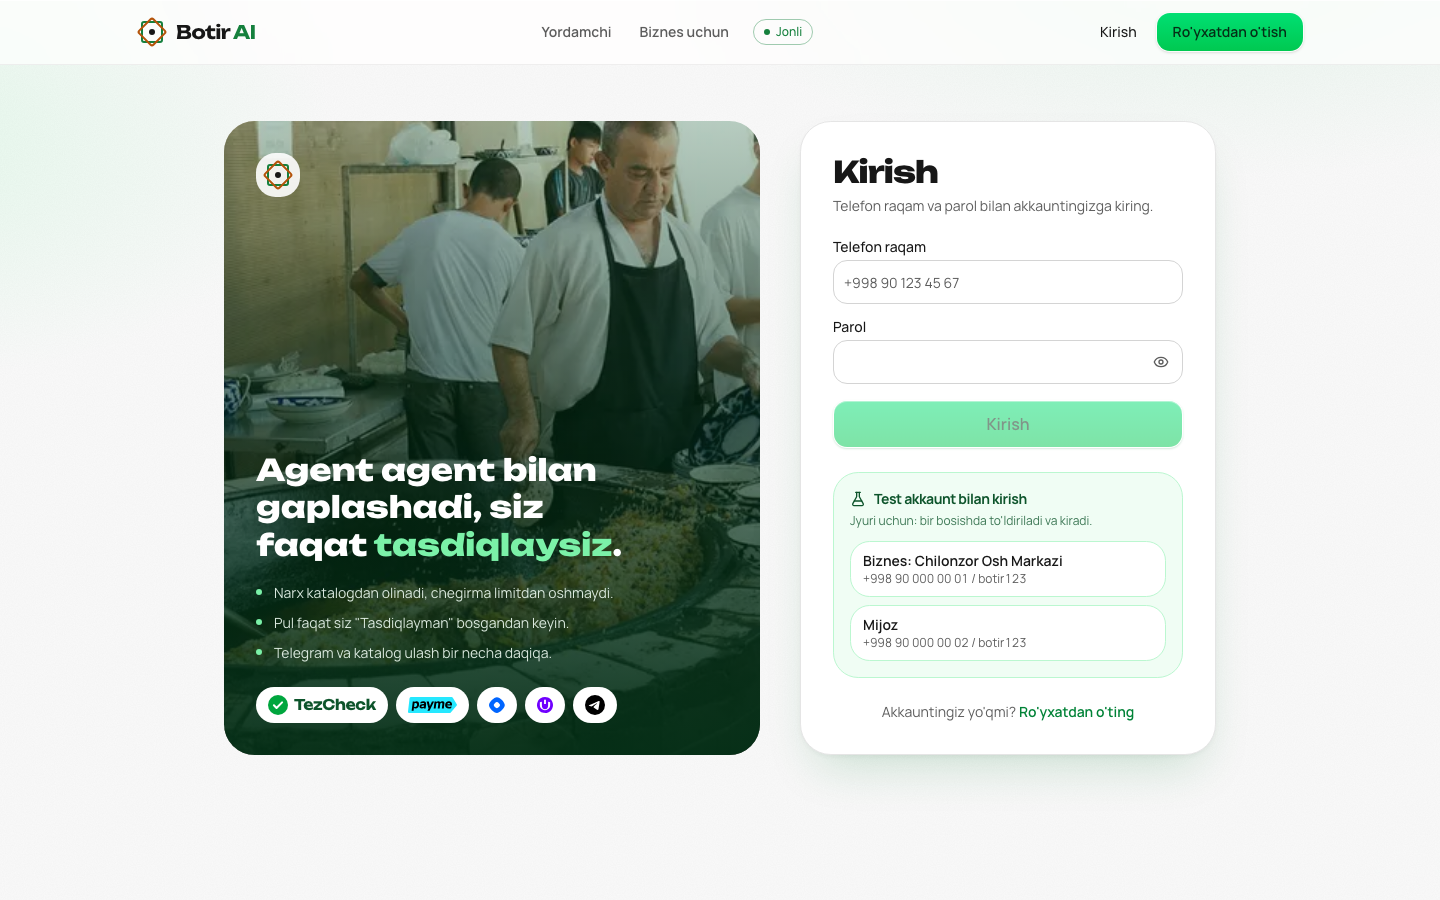 Botir AI
Yordamchi
Biznes uchun
Jonli
Kirish
Ro'yxatdan o'tish
Agent agent bilan
gaplashadi, siz
faqat tasdiqlaysiz.
Narx katalogdan olinadi, chegirma limitdan oshmaydi.
Pul faqat siz "Tasdiqlayman" bosgandan keyin.
Telegram va katalog ulash bir necha daqiqa.
TezCheck
payme
Kirish
Telefon raqam va parol bilan akkauntingizga kiring.
Telefon raqam
+998 90 123 45 67
Parol
Kirish
Test akkaunt bilan kirish
Jyuri uchun: bir bosishda to'ldiriladi va kiradi.
Biznes: Chilonzor Osh Markazi
+998 90 000 00 01 / botir123
Mijoz
+998 90 000 00 02 / botir123
Akkauntingiz yo'qmi? Ro'yxatdan o'ting